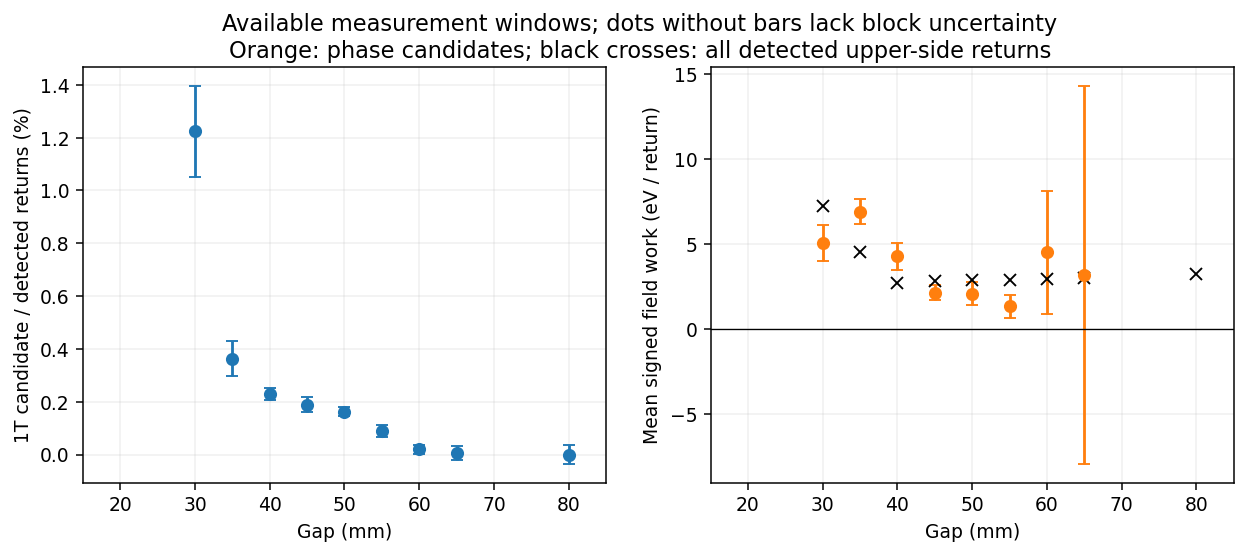 Available measurement windows; dots without bars lack block uncertainty
Orange: phase candidates; black crosses: all detected upper-side returns
1T candidate / detected returns (%)
1.4
1.2
1.0
0.8
0.6
0.4
0.2
0.0
20 30 40 50 60 70 80
Gap (mm)
Mean signed field work (eV / return)
15
10
5
0
−5
20 30 40 50 60 70 80
Gap (mm)